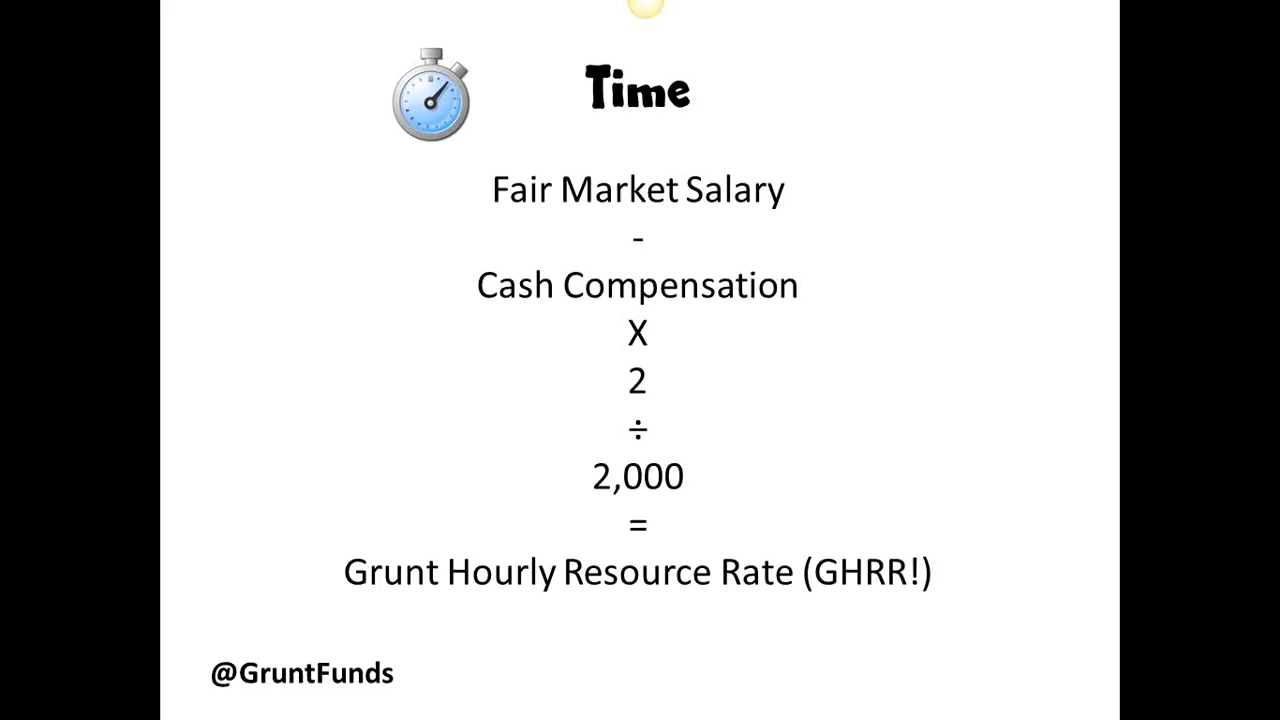 Time
Fair Market Salary
-
Cash Compensation
X
2
÷
2,000
=
Grunt Hourly Resource Rate (GHRR!)
@GruntFunds